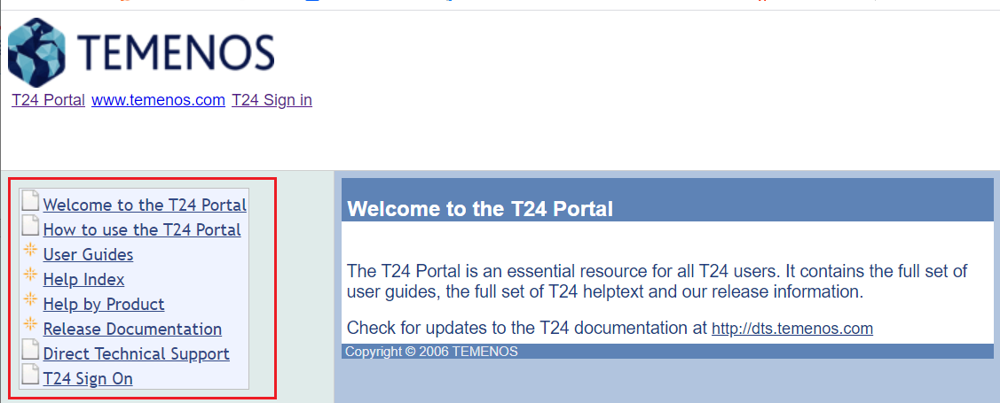 TEMENOS
T24 Portal www.temenos.com T24 Sign in
Welcome to the T24 Portal
How to use the T24 Portal
User Guides
Help Index
Help by Product
Release Documentation
Direct Technical Support
T24 Sign On
Welcome to the T24 Portal
The T24 Portal is an essential resource for all T24 users. It contains the full set of
user guides, the full set of T24 helptext and our release information.
Check for updates to the T24 documentation at http://dts.temenos.com
Copyright © 2006 TEMENOS